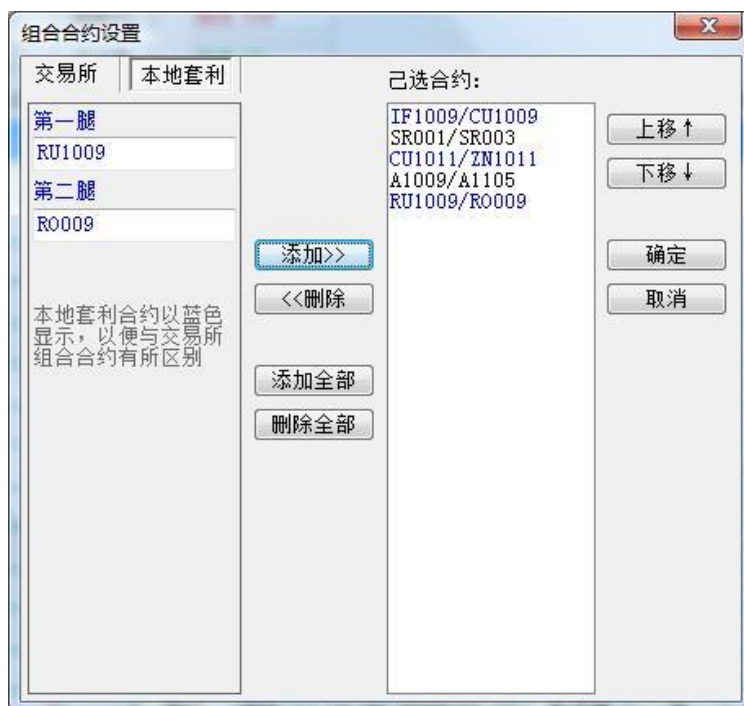 组合合约设置
交易所
本地套利
第一腿
RU1009
第二腿
RO009
本地套利合约以蓝色
显示，以便与交易所
组合合约有所区别
添加>>
<<删除
添加全部
删除全部
己选合约:
IF1009/CU1009
SR001/SR003
CU1011/ZN1011
A1009/A1105
RU1009/RO009
上移↑
下移↓
确定
取消